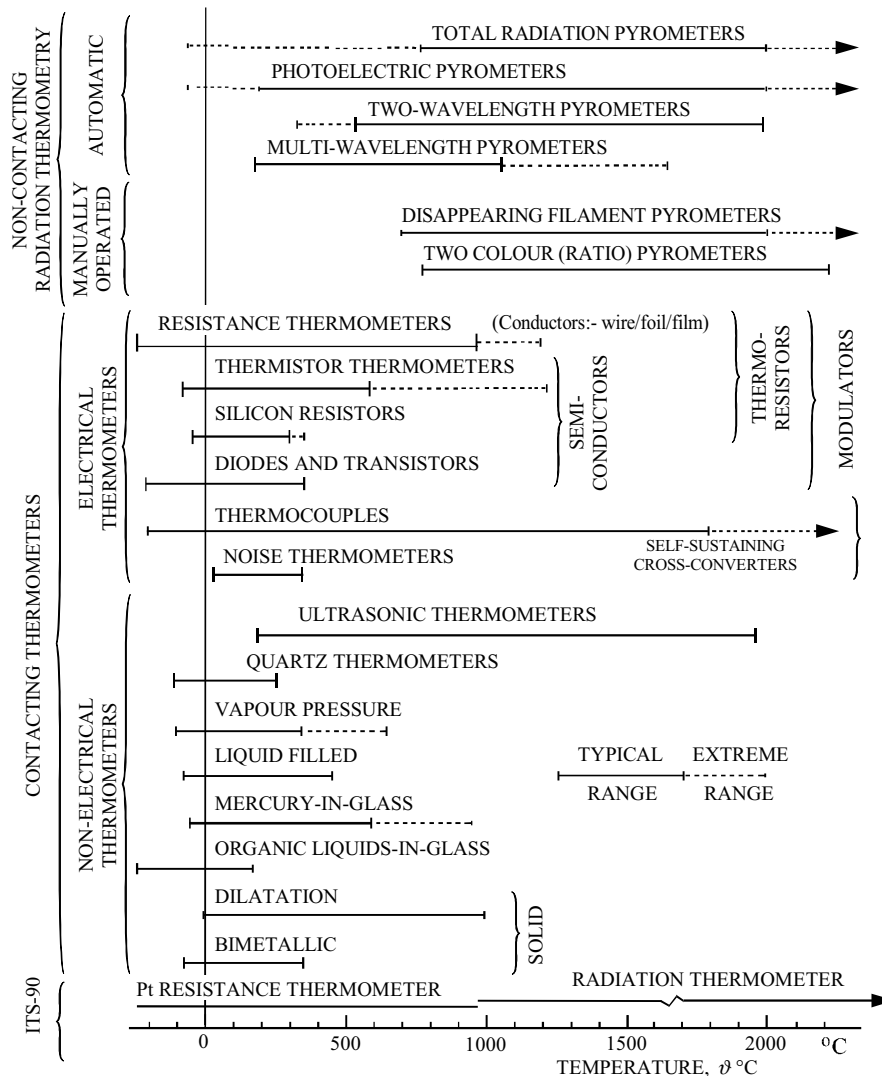 TOTAL RADIATION PYROMETERS
PHOTOELECTRIC PYROMETERS
TWO-WAVELENGTH PYROMETERS
MULTI-WAVELENGTH PYROMETERS
DISAPPEARING FILAMENT PYROMETERS
TWO COLOUR (RATIO) PYROMETERS
NON-CONTACTING
RADIATION THERMOMETRY
AUTOMATIC
MANUALLY
OPERATED
RESISTANCE THERMOMETERS
(Conductors:- wire/foil/film)
THERMISTOR THERMOMETERS
SILICON RESISTORS
DIODES AND TRANSISTORS
SEMI-
CONDUCTORS
THERMO-
RESISTORS
MODULATORS
THERMOCOUPLES
SELF-SUSTAINING
CROSS-CONVERTERS
NOISE THERMOMETERS
ELECTRICAL
THERMOMETERS
CONTACTING THERMOMETERS
ULTRASONIC THERMOMETERS
QUARTZ THERMOMETERS
VAPOUR PRESSURE
LIQUID FILLED
TYPICAL EXTREME
RANGE RANGE
MERCURY-IN-GLASS
ORGANIC LIQUIDS-IN-GLASS
DILATATION
BIMETALLIC
SOLID
NON-ELECTRICAL
THERMOMETERS
ITS-90
Pt RESISTANCE THERMOMETER
RADIATION THERMOMETER
0 500 1000 1500 2000 °C
TEMPERATURE, ϑ °C